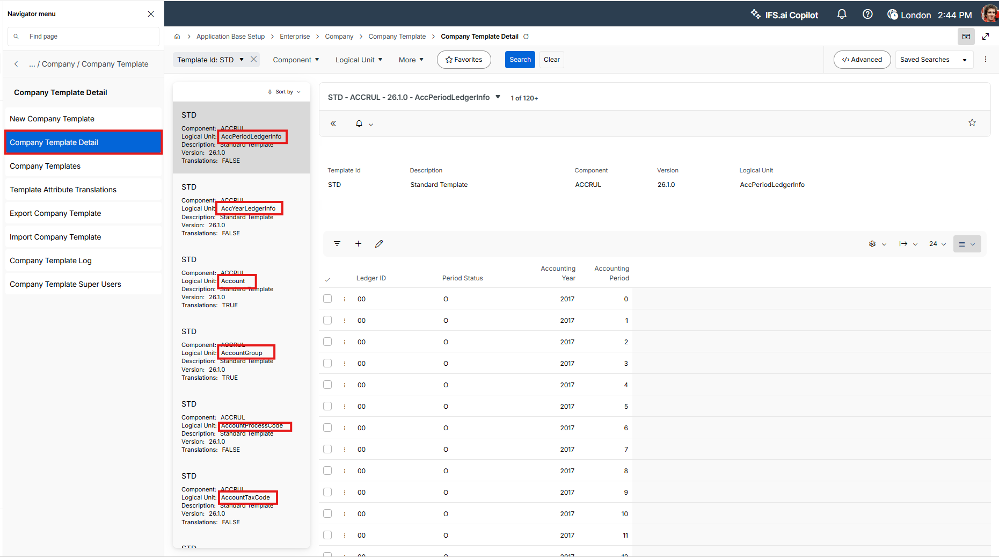 Navigator menu
Find page
... / Company / Company Template
Company Template Detail
New Company Template
Company Template Detail
Company Templates
Template Attribute Translations
Export Company Template
Import Company Template
Company Template Log
Company Template Super Users
IFS.ai Copilot
London 2:44 PM
Application Base Setup > Enterprise > Company > Company Template > Company Template Detail
Template Id: STD
Component
Logical Unit
More
Favorites
Search
Clear
</> Advanced
Saved Searches
Sort by
STD
Component: ACCRUL
Logical Unit: AccPeriodLedgerInfo
Description: Standard Template
Version: 26.1.0
Translations: FALSE
STD
Component: ACCRUL
Logical Unit: AccYearLedgerInfo
Description: Standard Template
Version: 26.1.0
Translations: FALSE
STD
Component: ACCRUL
Logical Unit: Account
Description: Standard Template
Version: 26.1.0
Translations: TRUE
STD
Component: ACCRUL
Logical Unit: AccountGroup
Description: Standard Template
Version: 26.1.0
Translations: TRUE
STD
Component: ACCRUL
Logical Unit: AccountProcessCode
Description: Standard Template
Version: 26.1.0
Translations: FALSE
STD
Component: ACCRUL
Logical Unit: AccountTaxCode
Description: Standard Template
Version: 26.1.0
Translations: FALSE
STD
STD - ACCRUL - 26.1.0 - AccPeriodLedgerInfo 1 of 120+
Template Id Description Component Version Logical Unit
STD Standard Template ACCRUL 26.1.0 AccPeriodLedgerInfo
24
Ledger ID Period Status Accounting Year Accounting Period
00 O 2017 0
00 O 2017 1
00 O 2017 2
00 O 2017 3
00 O 2017 4
00 O 2017 5
00 O 2017 6
00 O 2017 7
00 O 2017 8
00 O 2017 9
00 O 2017 10
00 O 2017 11
00 O 2017 12